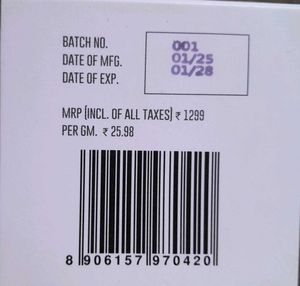 BATCH NO. 001
DATE OF MFG. 01/25
DATE OF EXP. 01/28
MRP (INCL. OF ALL TAXES) ₹ 1299
PER GM. ₹ 25.98
8 906157 970420